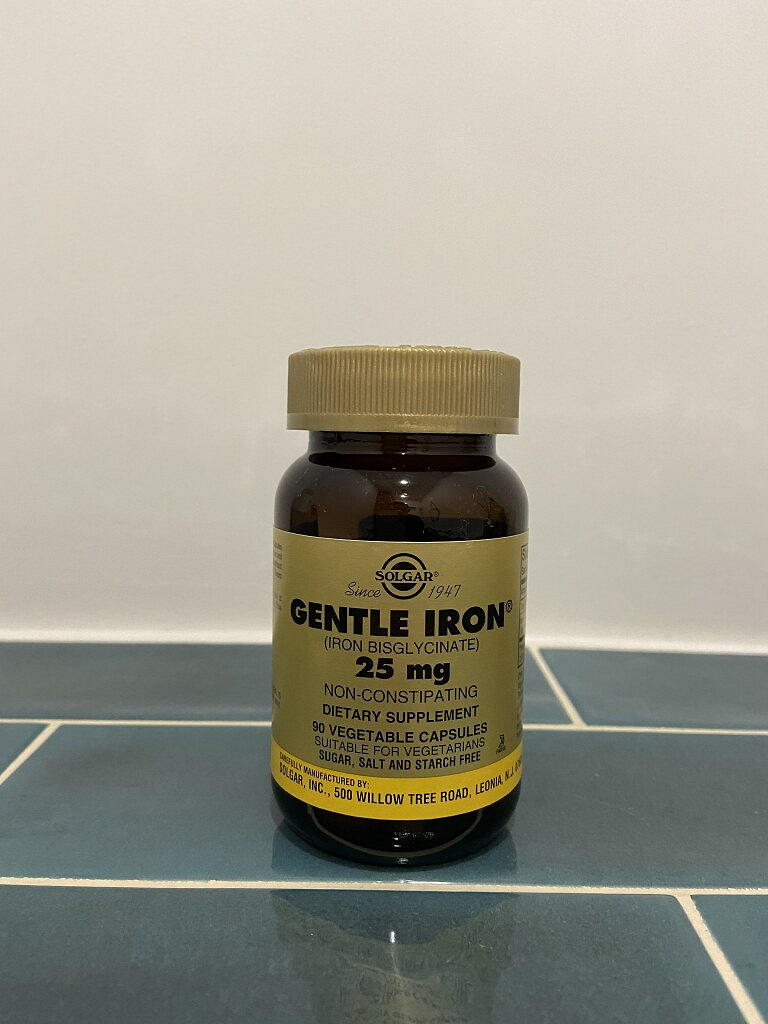 SOLGAR®
Since 1947
GENTLE IRON®
(IRON BISGLYCINATE)
25 mg
NON-CONSTIPATING
DIETARY SUPPLEMENT
90 VEGETABLE CAPSULES
SUITABLE FOR VEGETARIANS
SUGAR, SALT AND STARCH FREE
CAREFULLY MANUFACTURED BY:
SOLGAR, INC., 500 WILLOW TREE ROAD, LEONIA, N.J.